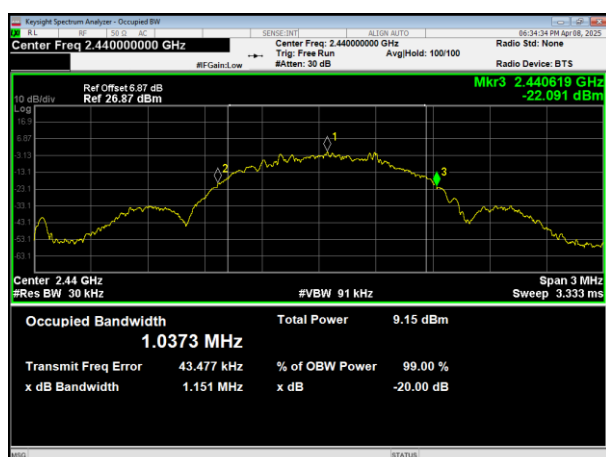 Keysight Spectrum Analyzer - Occupied BW
RL RF 50 Ω AC SENSE:INT ALIGN AUTO 06:34:34 PM Apr 08, 2025
Center Freq 2.440000000 GHz Center Freq: 2.440000000 GHz Radio Std: None
Trig: Free Run Avg|Hold: 100/100
#IFGain:Low #Atten: 30 dB Radio Device: BTS
Ref Offset 6.87 dB Mkr3 2.440619 GHz
10 dB/div Ref 26.87 dBm -22.091 dBm
Log
16.9
6.87 1
-3.13
-13.1 2 3
-23.1
-33.1
-43.1
-53.1
-63.1
Center 2.44 GHz Span 3 MHz
#Res BW 30 kHz #VBW 91 kHz Sweep 3.333 ms
Occupied Bandwidth Total Power 9.15 dBm
1.0373 MHz
Transmit Freq Error 43.477 kHz % of OBW Power 99.00 %
x dB Bandwidth 1.151 MHz x dB -20.00 dB
MSG STATUS